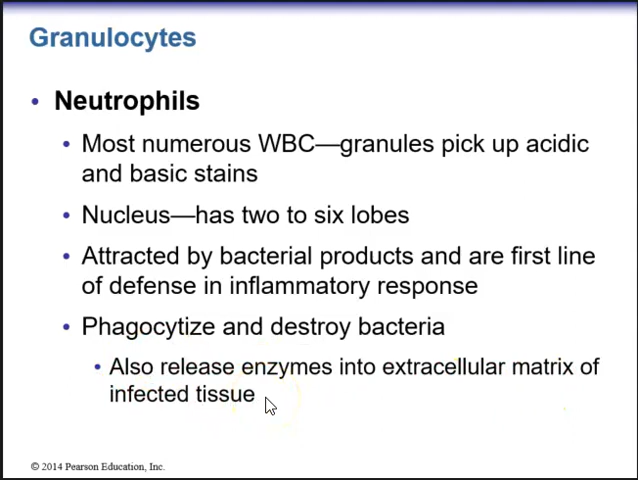 Granulocytes
• Neutrophils
• Most numerous WBC—granules pick up acidic
and basic stains
• Nucleus—has two to six lobes
• Attracted by bacterial products and are first line
of defense in inflammatory response
• Phagocytize and destroy bacteria
• Also release enzymes into extracellular matrix of
infected tissue
© 2014 Pearson Education, Inc.